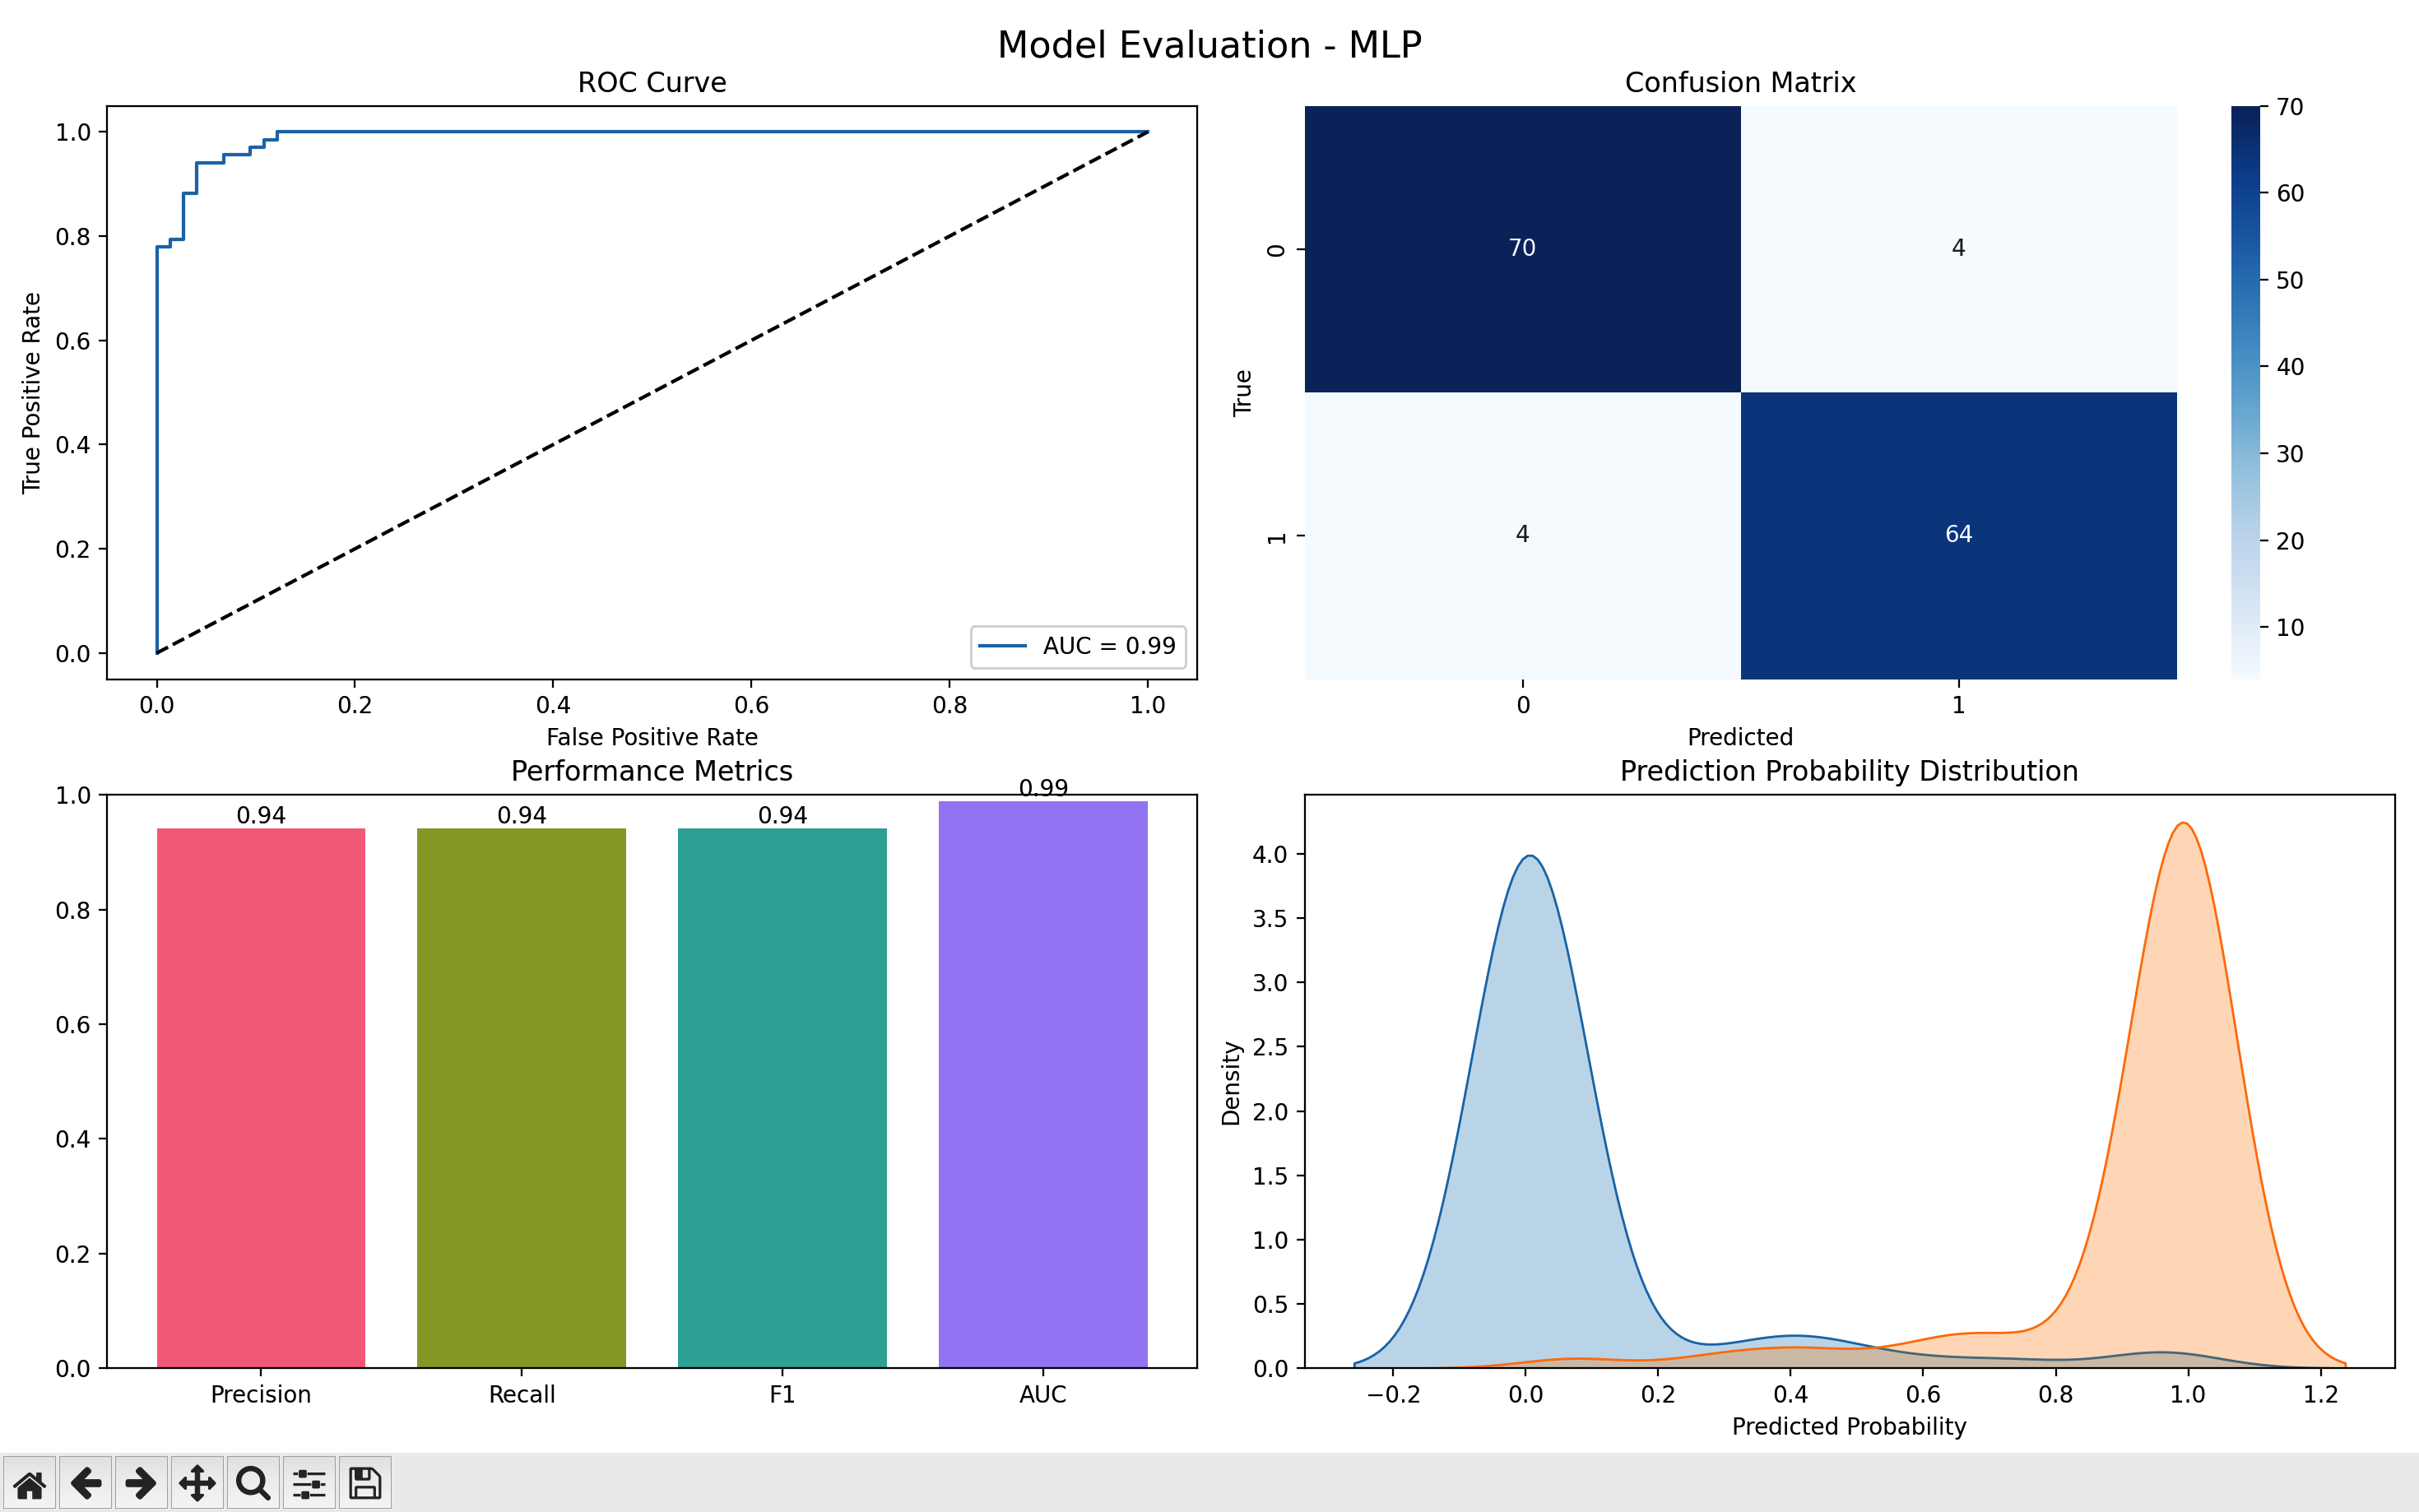 Model Evaluation - MLP
ROC Curve
1.0
0.8
0.6
0.4
0.2
0.0
True Positive Rate
AUC = 0.99
0.0 0.2 0.4 0.6 0.8 1.0
False Positive Rate
Confusion Matrix
70 4
4 64
0
1
True
0 1
Predicted
70
60
50
40
30
20
10
Performance Metrics
0.94 0.94 0.94 0.99
1.0
0.8
0.6
0.4
0.2
0.0
Precision Recall F1 AUC
Prediction Probability Distribution
4.0
3.5
3.0
2.5
2.0
1.5
1.0
0.5
0.0
Density
−0.2 0.0 0.2 0.4 0.6 0.8 1.0 1.2
Predicted Probability